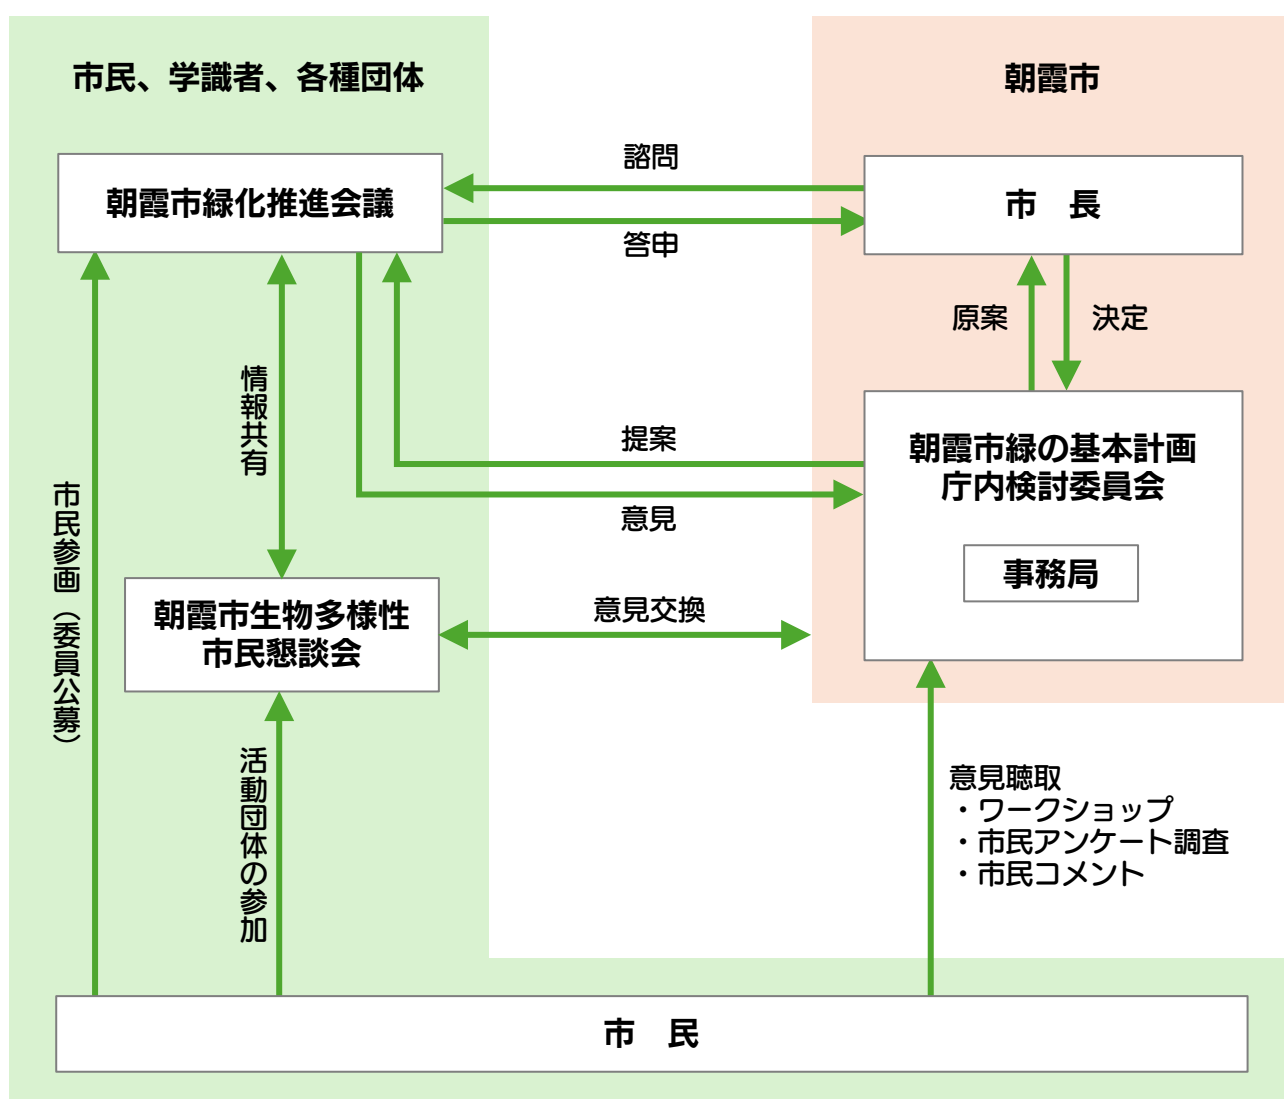 市民、学識者、各種団体
朝霞市
朝霞市緑化推進会議
諮問
答申
市　長
原案
決定
情報共有
提案
意見
朝霞市緑の基本計画
庁内検討委員会
事務局
市民参画（委員公募）
朝霞市生物多様性
市民懇談会
意見交換
活動団体の参加
意見聴取
・ワークショップ
・市民アンケート調査
・市民コメント
市　民